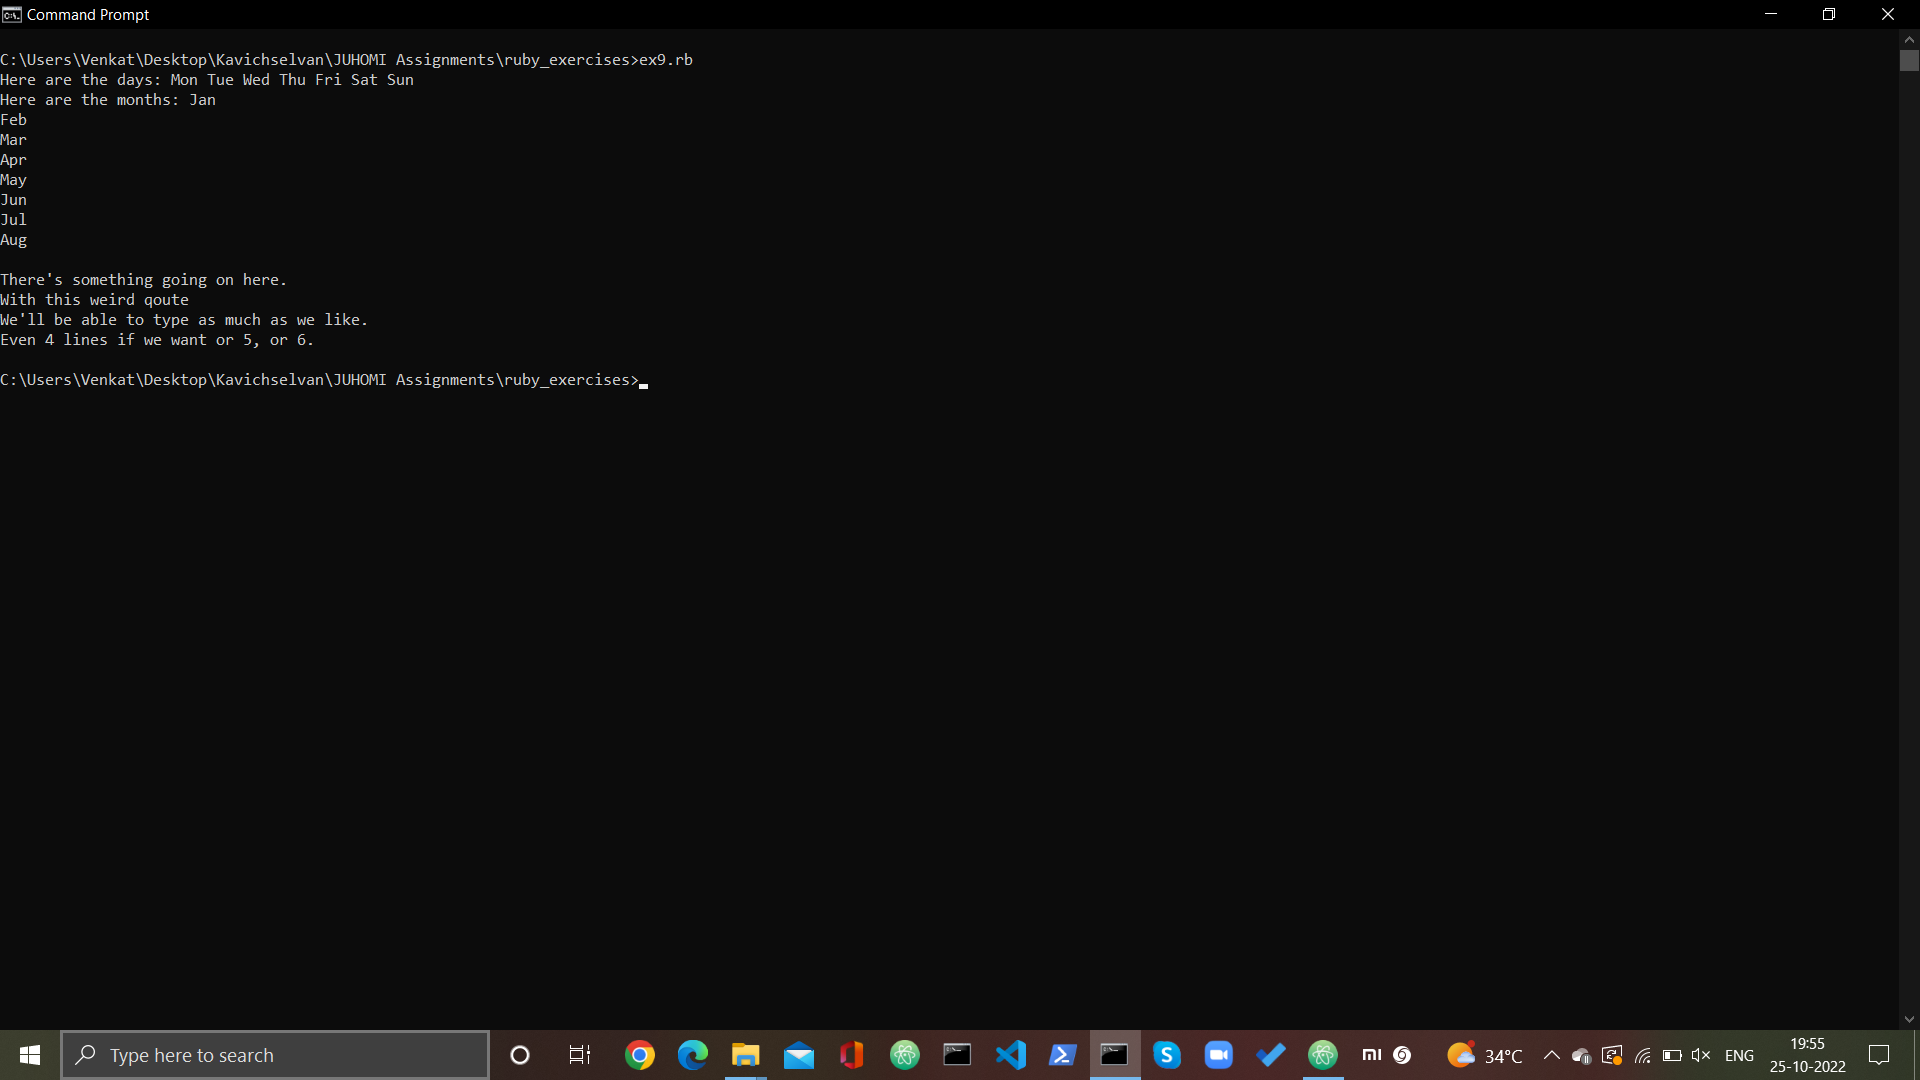 Command Prompt
C:\Users\Venkat\Desktop\Kavichselvan\JUHOMI Assignments\ruby_exercises>ex9.rb
Here are the days: Mon Tue Wed Thu Fri Sat Sun
Here are the months: Jan
Feb
Mar
Apr
May
Jun
Jul
Aug
There's something going on here.
With this weird qoute
We'll be able to type as much as we like.
Even 4 lines if we want or 5, or 6.
C:\Users\Venkat\Desktop\Kavichselvan\JUHOMI Assignments\ruby_exercises>
Type here to search
34°C
ENG
19:55
25-10-2022